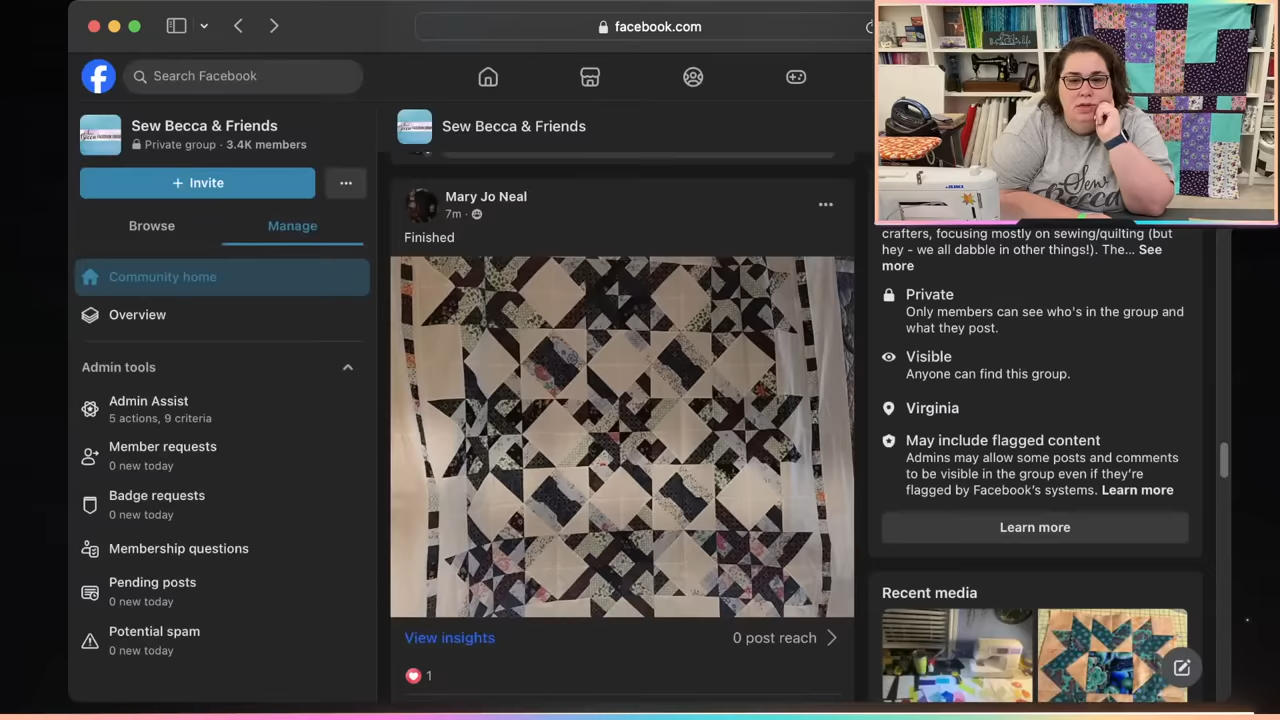 facebook.com
Search Facebook
Sew Becca & Friends
Private group · 3.4K members
+ Invite
Browse
Manage
Community home
Overview
Admin tools
Admin Assist
5 actions, 9 criteria
Member requests
0 new today
Badge requests
0 new today
Membership questions
Pending posts
0 new today
Potential spam
0 new today
Sew Becca & Friends
Mary Jo Neal
7m ·
Finished
View insights
0 post reach
1
JUKI
Sew
Becca
crafters, focusing mostly on sewing/quilting (but
hey - we all dabble in other things!). The... See
more
Private
Only members can see who's in the group and
what they post.
Visible
Anyone can find this group.
Virginia
May include flagged content
Admins may allow some posts and comments
to be visible in the group even if they're
flagged by Facebook's systems. Learn more
Learn more
Recent media